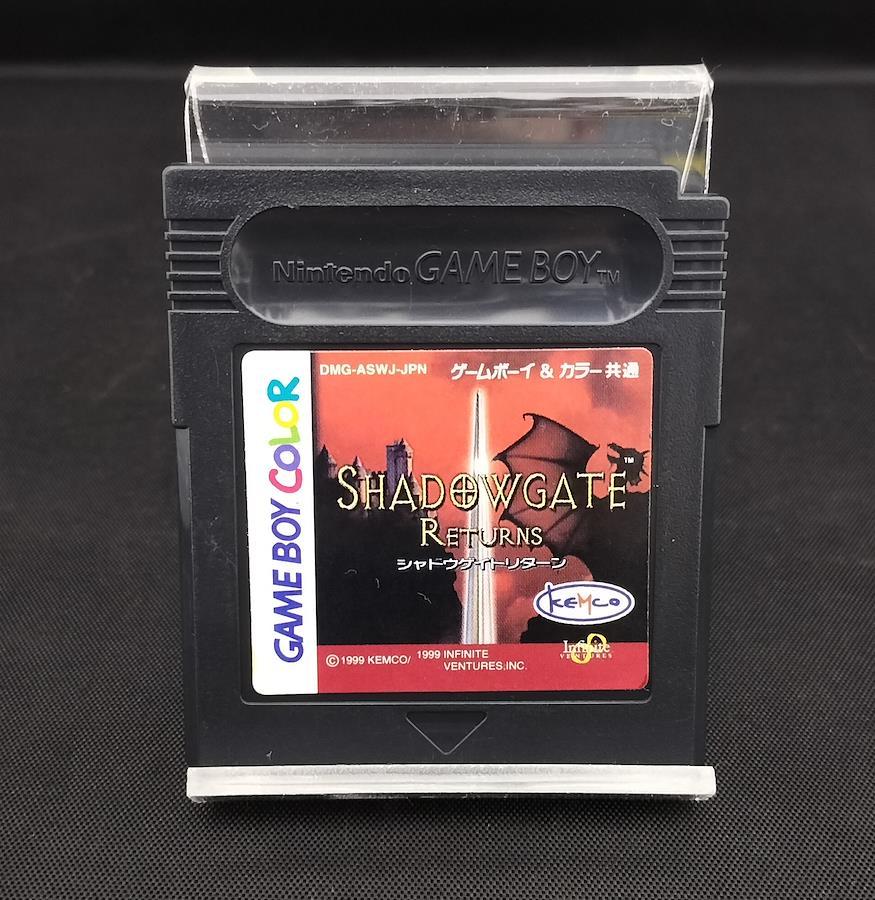 Nintendo GAME BOY TM
GAME BOY COLOR
DMG-ASWJ-JPN ゲームボーイ & カラー共通
SHADOWGATE TM
RETURNS
シャドウゲイトリターン
KEMCO
Infinite
VENTURES
©1999 KEMCO/ 1999 INFINITE
VENTURES,INC.